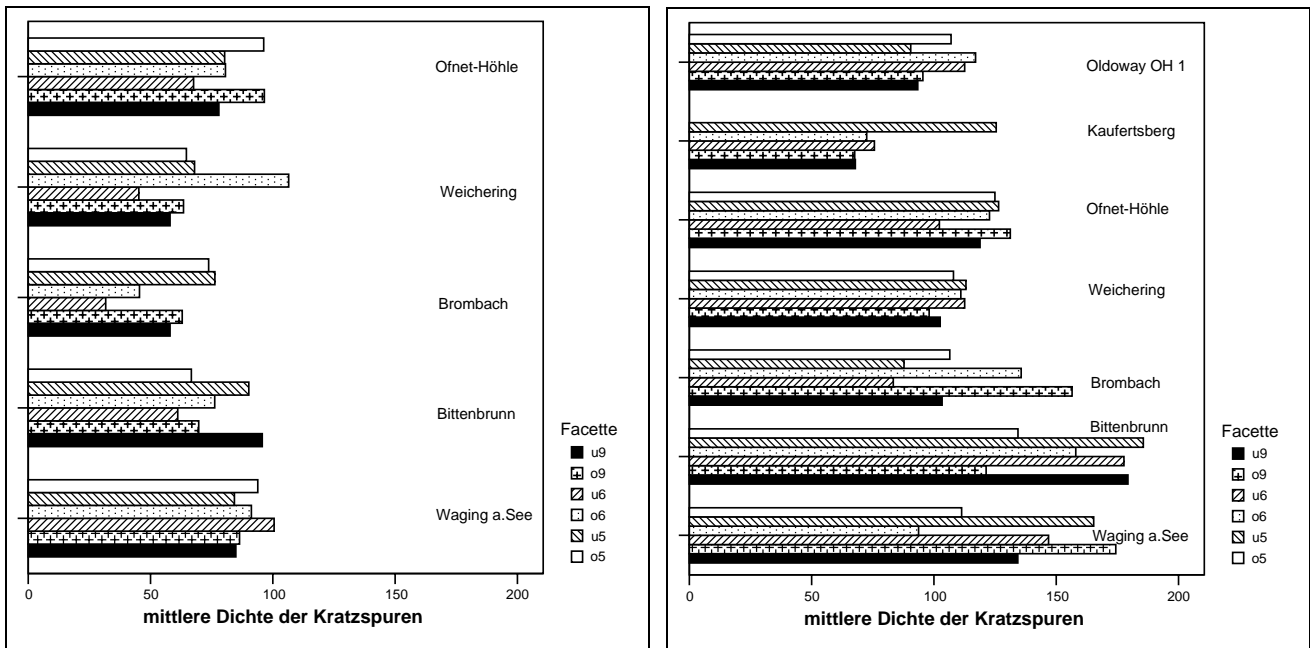 Ofnet-Höhle
Weichering
Brombach
Bittenbrunn
Waging a.See
Facette
u9
o9
u6
o6
u5
o5
0 50 100 150 200
mittlere Dichte der Kratzspuren
Oldoway OH 1
Kaufertsberg
Ofnet-Höhle
Weichering
Brombach
Bittenbrunn
Waging a.See
Facette
u9
o9
u6
o6
u5
o5
0 50 100 150 200
mittlere Dichte der Kratzspuren